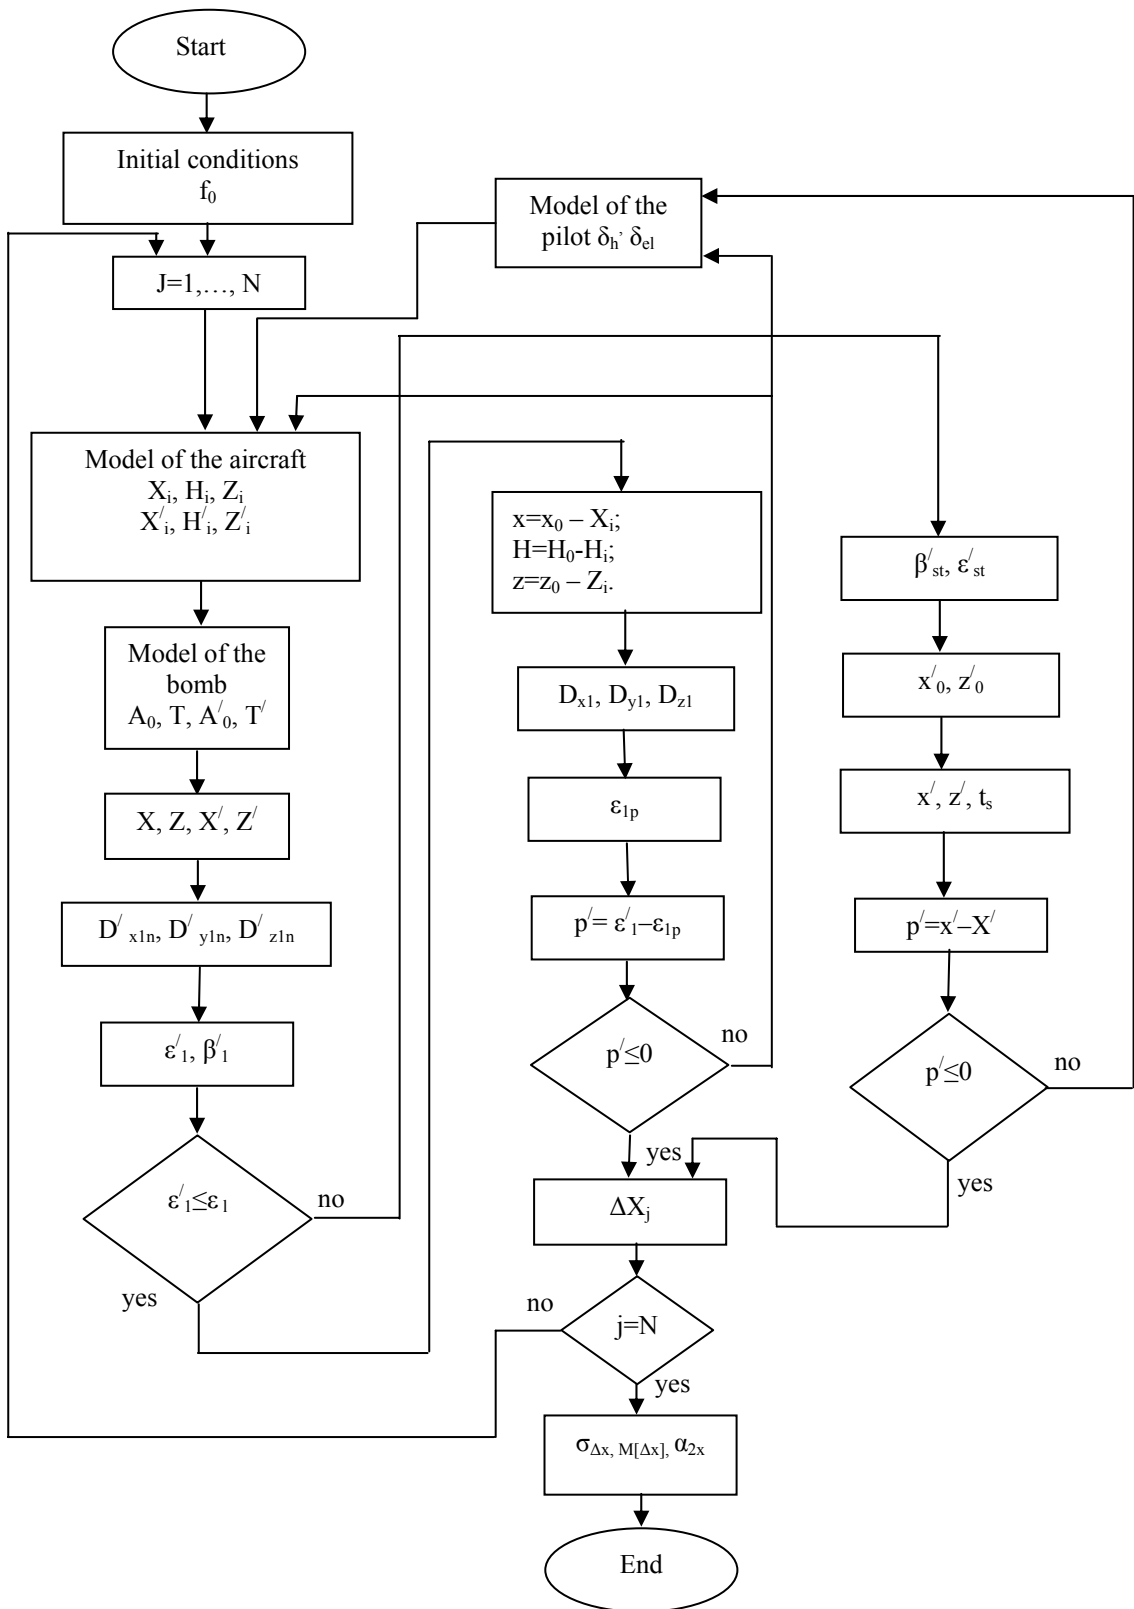 Start
Initial conditions
f₀
J=1,…, N
Model of the
pilot δₕ, δₑₗ
Model of the aircraft
Xᵢ, Hᵢ, Zᵢ
X/ᵢ, H/ᵢ, Z/ᵢ
Model of the
bomb
A₀, T, A/₀, T/
X, Z, X/, Z/
D/ x1n, D/ y1n, D/ z1n
ε/₁, β/₁
ε/₁≤ε₁
no
yes
x=x₀ – Xᵢ;
H=H₀-Hᵢ;
z=z₀ – Zᵢ.
Dx1, Dy1, Dz1
ε1p
p/= ε/₁–ε1p
p/≤0
no
yes
β/st, ε/st
x/₀, z/₀
x/, z/, tₛ
p/=x/–X/
p/≤0
no
yes
ΔXⱼ
j=N
no
yes
σΔx, M[Δx], α2x
End